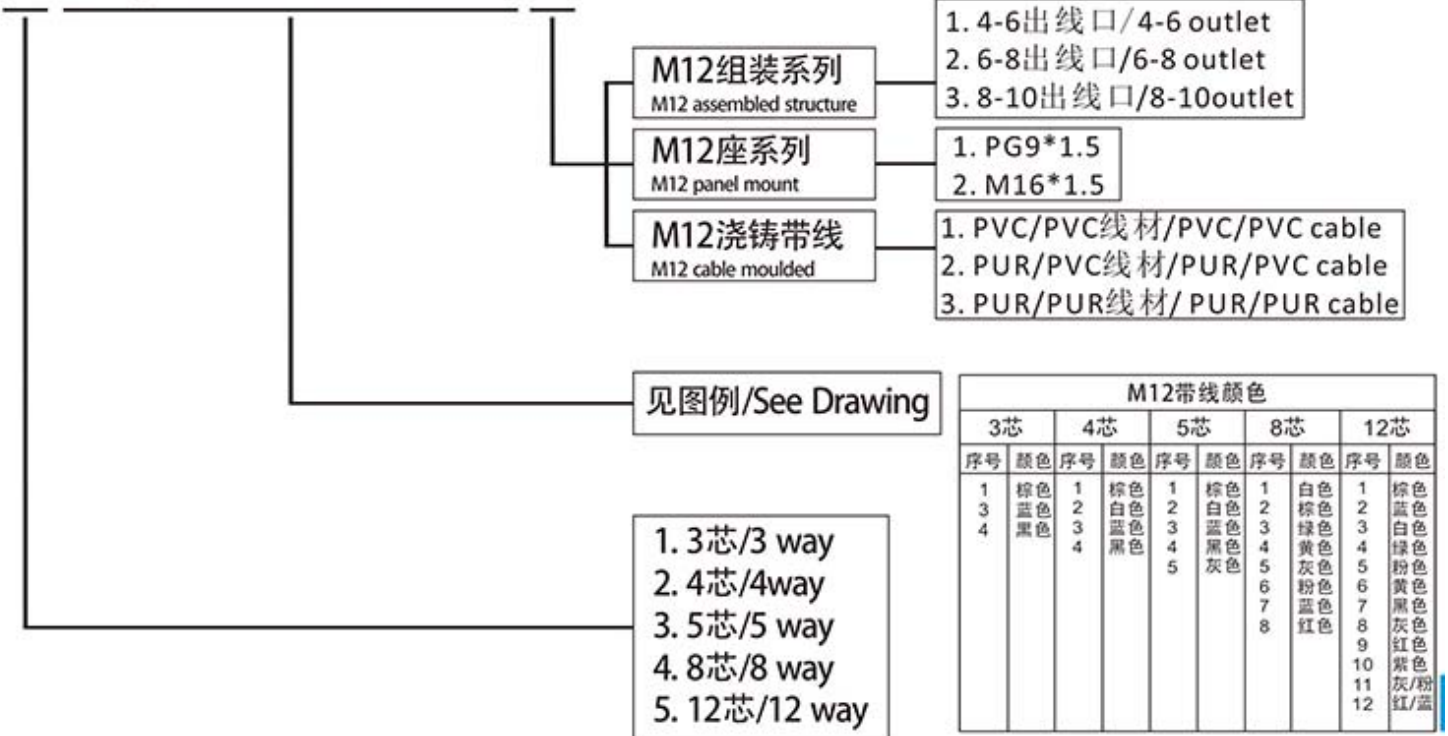 M12组装系列
M12 assembled structure
1. 4-6出线口/4-6 outlet
2. 6-8出线口/6-8 outlet
3. 8-10出线口/8-10outlet
M12座系列
M12 panel mount
1. PG9*1.5
2. M16*1.5
M12浇铸带线
M12 cable moulded
1. PVC/PVC线材/PVC/PVC cable
2. PUR/PVC线材/PUR/PVC cable
3. PUR/PUR线材/ PUR/PUR cable
见图例/See Drawing
1. 3芯/3 way
2. 4芯/4way
3. 5芯/5 way
4. 8芯/8 way
5. 12芯/12 way
M12带线颜色
3芯 4芯 5芯 8芯 12芯
序号 颜色 序号 颜色 序号 颜色 序号 颜色 序号 颜色
1 棕色 1 棕色 1 棕色 1 白色 1 棕色
3 蓝色 2 白色 2 白色 2 棕色 2 蓝色
4 黑色 3 蓝色 3 蓝色 3 绿色 3 白色
4 黑色 4 黑色 4 黄色 4 绿色
5 灰色 5 灰色 5 粉色
6 粉色 6 黄色
7 蓝色 7 黑色
8 红色 8 灰色
9 红色
10 紫色
11 灰/粉
12 红/蓝